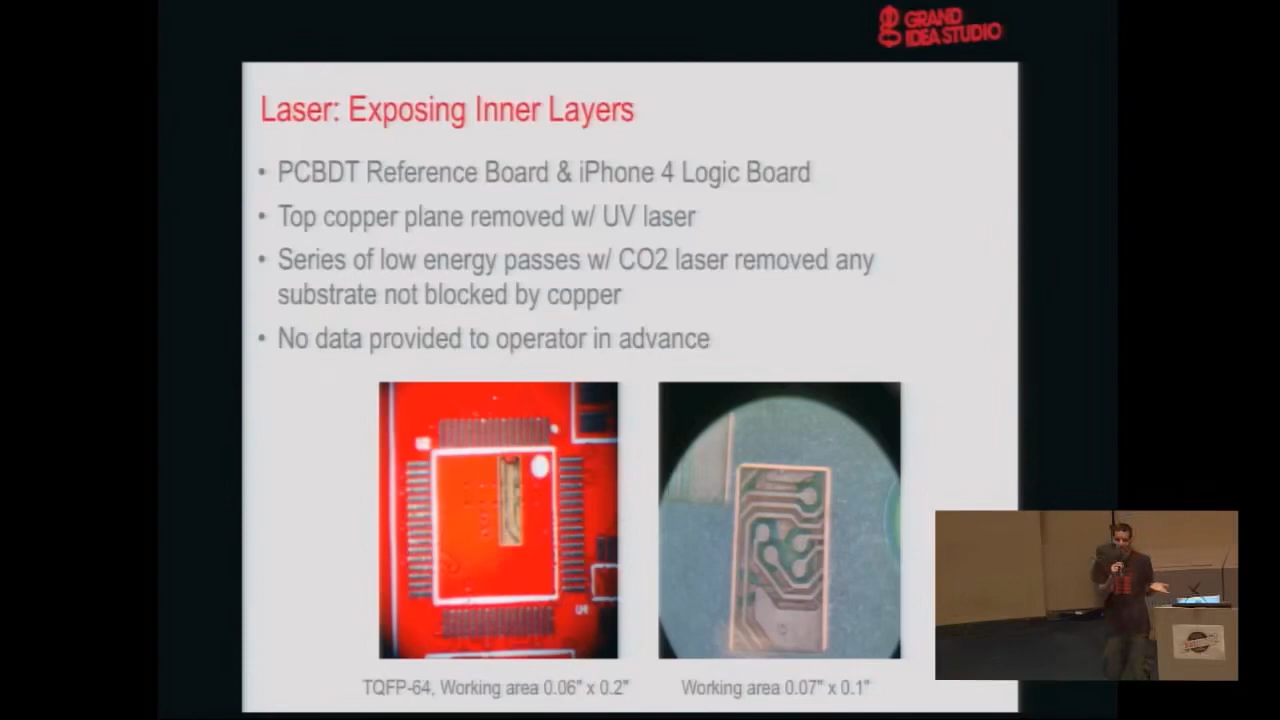 GRAND
IDEA STUDIO
Laser: Exposing Inner Layers
• PCBDT Reference Board & iPhone 4 Logic Board
• Top copper plane removed w/ UV laser
• Series of low energy passes w/ CO2 laser removed any
substrate not blocked by copper
• No data provided to operator in advance
U4
TQFP-64, Working area 0.06" x 0.2"
Working area 0.07" x 0.1"